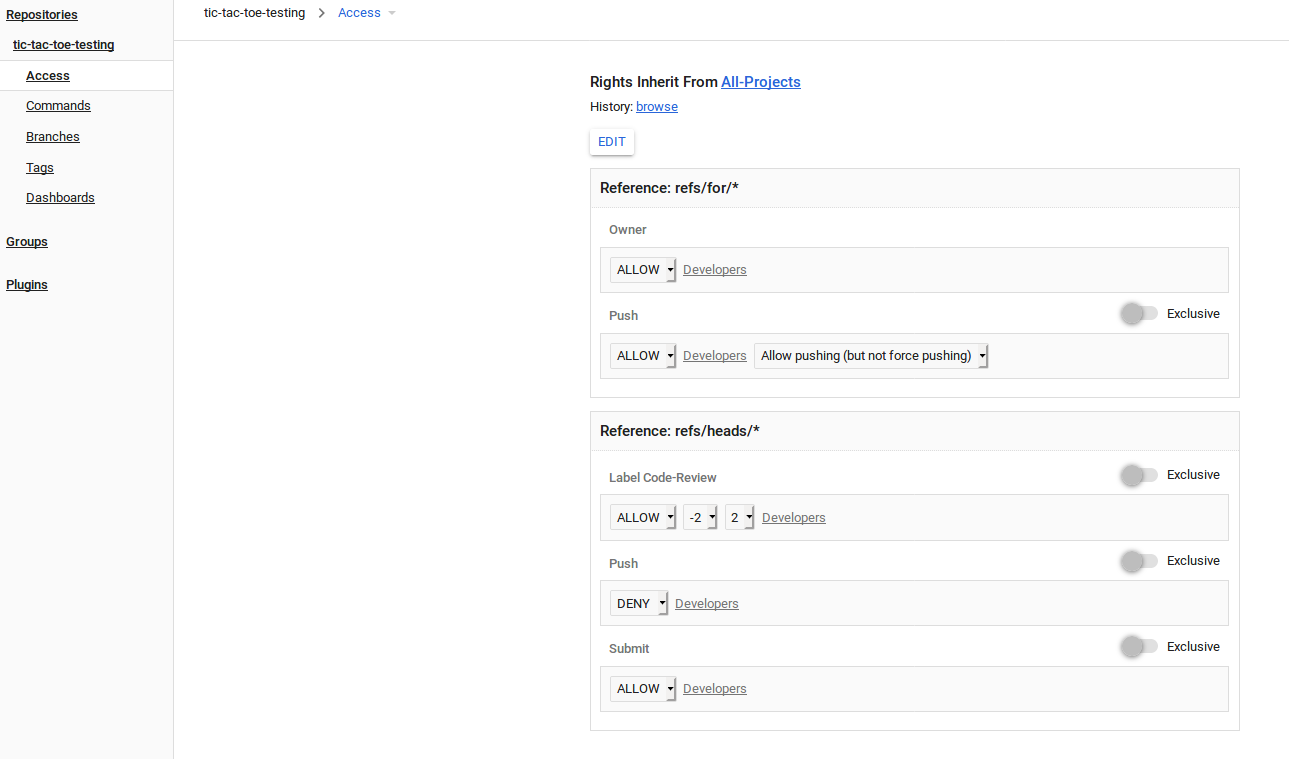 Repositories
tic-tac-toe-testing
Access
Commands
Branches
Tags
Dashboards
Groups
Plugins
tic-tac-toe-testing > Access
Rights Inherit From All-Projects
History: browse
EDIT
Reference: refs/for/*
Owner
ALLOW Developers
Push Exclusive
ALLOW Developers Allow pushing (but not force pushing)
Reference: refs/heads/*
Label Code-Review Exclusive
ALLOW -2 2 Developers
Push Exclusive
DENY Developers
Submit Exclusive
ALLOW Developers